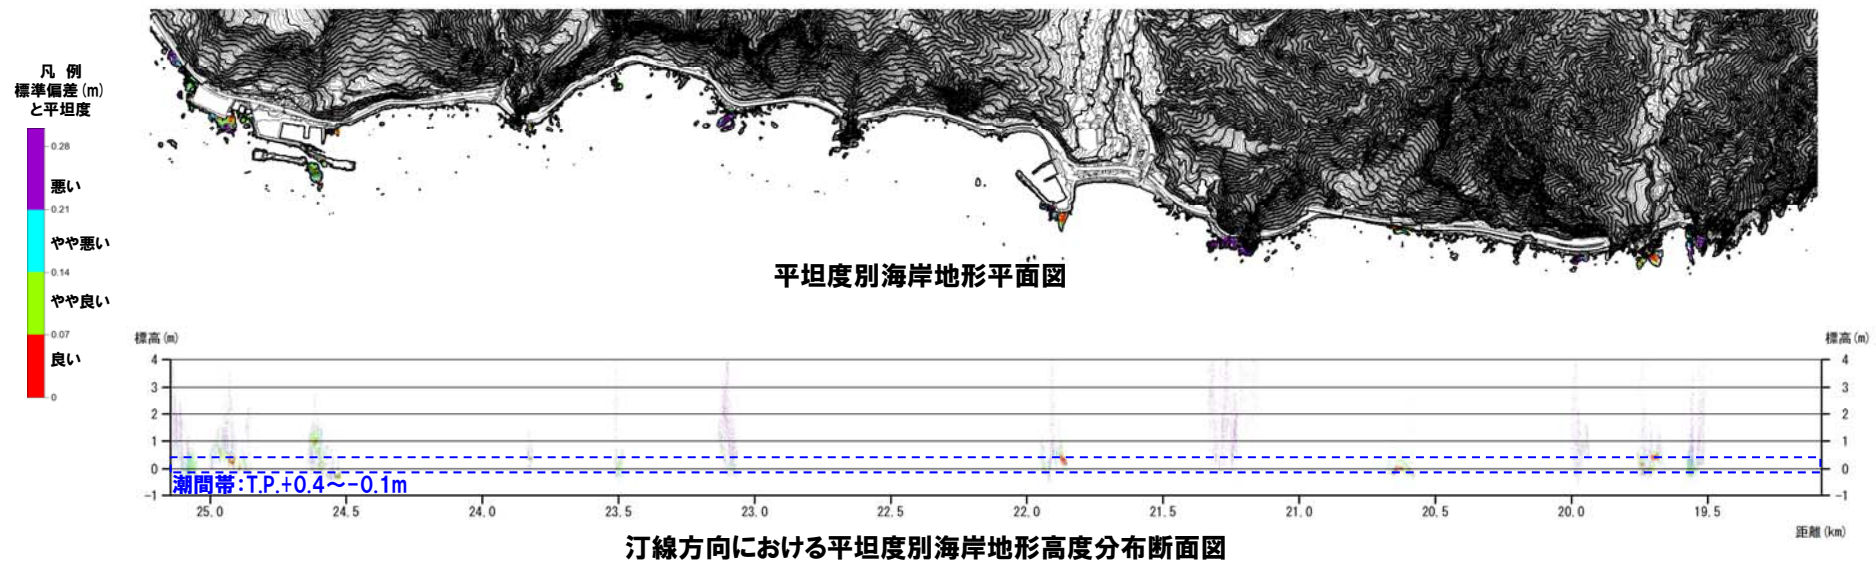 凡 例
標準偏差(m)
と平坦度
0.28
悪い
0.21
やや悪い
0.14
やや良い
0.07
良い
0
平坦度別海岸地形平面図
標高(m)
標高(m)
4
4
3
3
2
2
1
1
0
0
潮間帯:T.P.+0.4～-0.1m
-1
-1
25.0 24.5 24.0 23.5 23.0 22.5 22.0 21.5 21.0 20.5 20.0 19.5
距離(km)
汀線方向における平坦度別海岸地形高度分布断面図